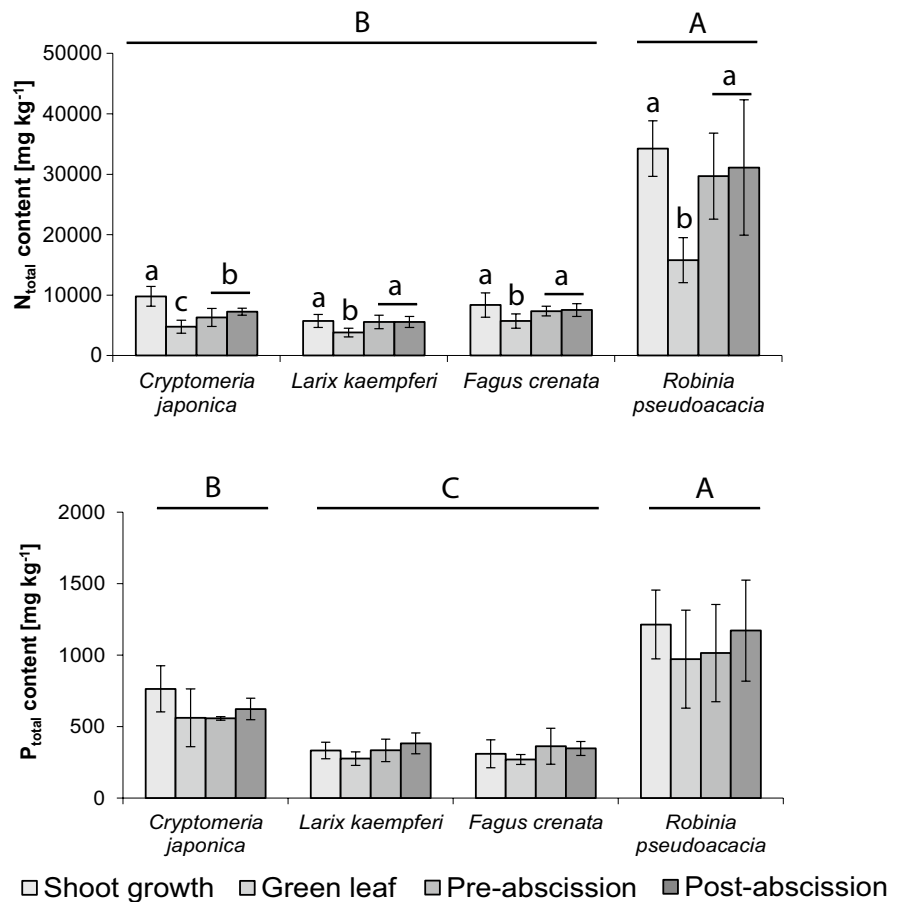 B A
50000
40000
30000
20000
10000
0
N total content [mg kg-1]
a c b
a b a
a b a
a b a
Cryptomeria japonica
Larix kaempferi
Fagus crenata
Robinia pseudoacacia
B C A
2000
1500
1000
500
0
P total content [mg kg-1]
Cryptomeria japonica
Larix kaempferi
Fagus crenata
Robinia pseudoacacia
Shoot growth Green leaf Pre-abscission Post-abscission